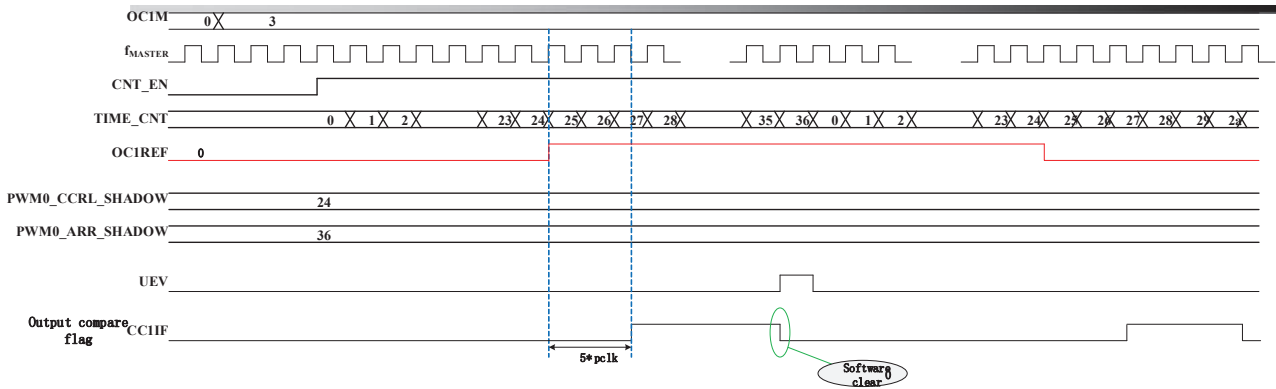 OC1M 0 3
fMASTER
CNT_EN
TIME_CNT 0 1 2 23 24 25 26 27 28 35 36 0 1 2 23 24 25 26 27 28 29 2a
OC1REF 0
PWM0_CCRL_SHADOW 24
PWM0_ARR_SHADOW 36
UEV
Output compare
flag
CC1IF
5*pclk
Software
clear 0